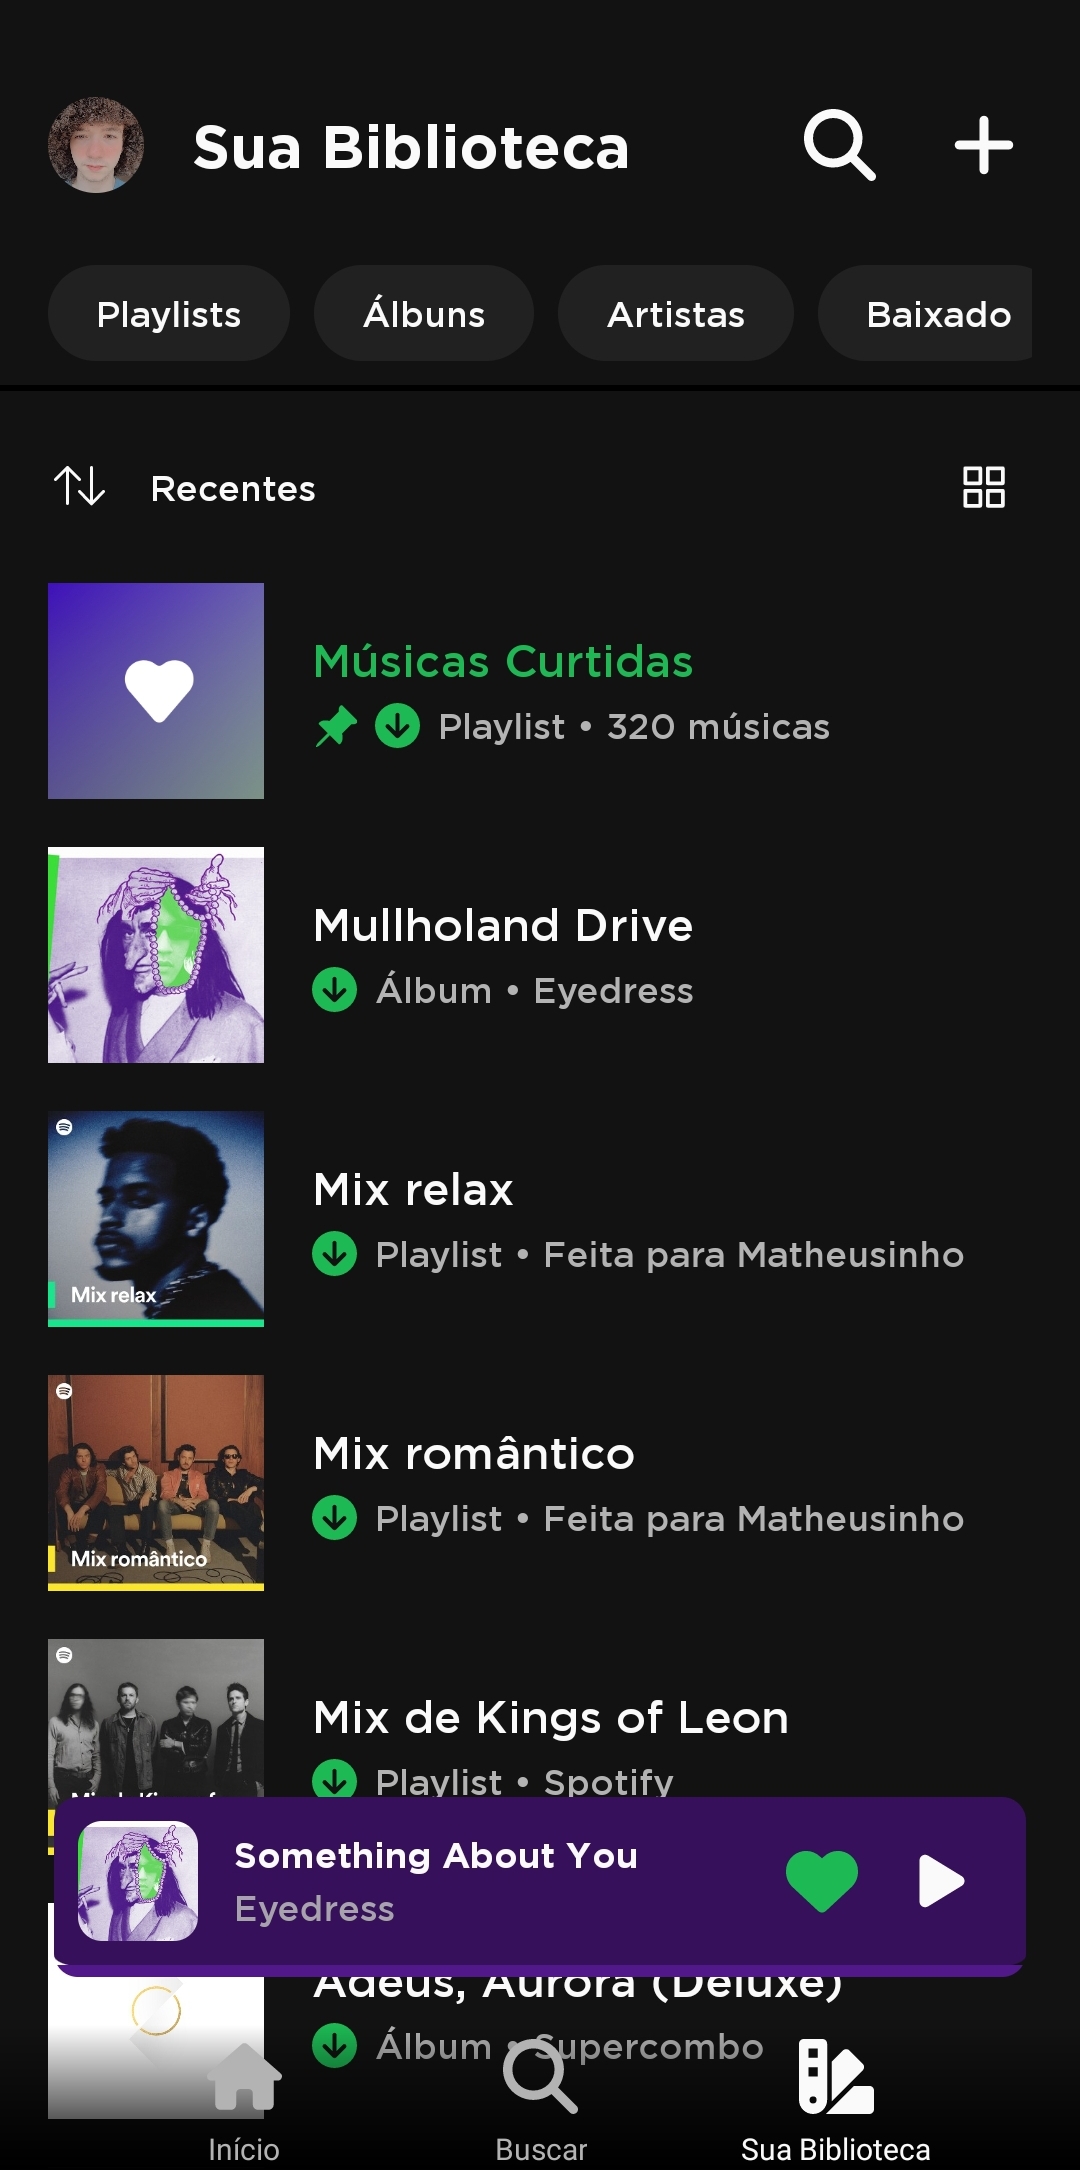 Sua Biblioteca
Playlists
Álbuns
Artistas
Baixado
Recentes
Músicas Curtidas
Playlist • 320 músicas
Mullholand Drive
Álbum • Eyedress
Mix relax
Mix relax
Playlist • Feita para Matheusinho
Mix romântico
Mix romântico
Playlist • Feita para Matheusinho
Mix de Kings of Leon
Playlist • Spotify
Something About You
Eyedress
Adeus, Aurora (Deluxe)
Álbum • Supercombo
Início
Buscar
Sua Biblioteca